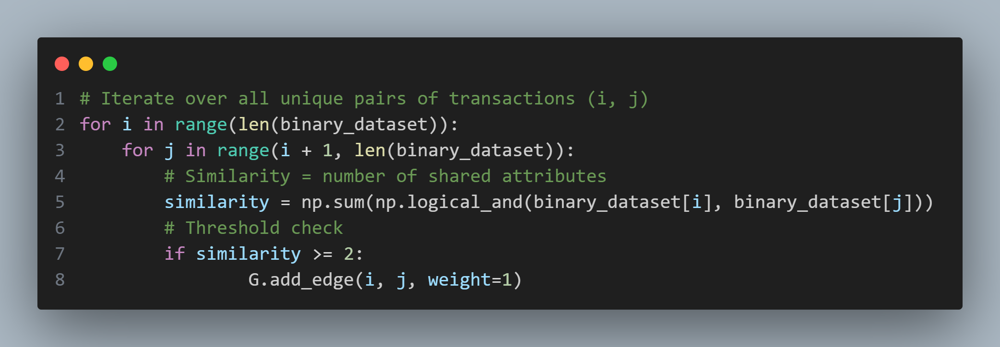 1 # Iterate over all unique pairs of transactions (i, j)
2 for i in range(len(binary_dataset)):
3     for j in range(i + 1, len(binary_dataset)):
4         # Similarity = number of shared attributes
5         similarity = np.sum(np.logical_and(binary_dataset[i], binary_dataset[j]))
6         # Threshold check
7         if similarity >= 2:
8                 G.add_edge(i, j, weight=1)